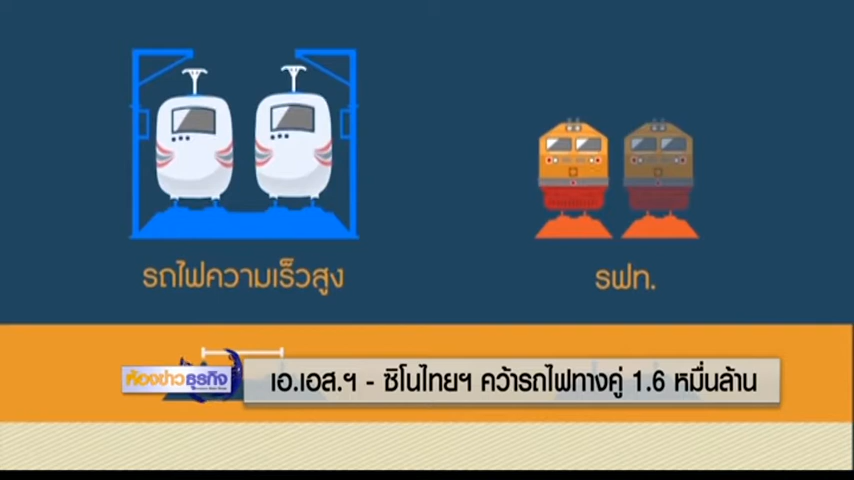 รถไฟความเร็วสูง
รฟท.
ห้องข่าวธุรกิจ
เอ.เอส.ฯ - ซิโนไทยฯ คว้ารถไฟทางคู่ 1.6 หมื่นล้าน